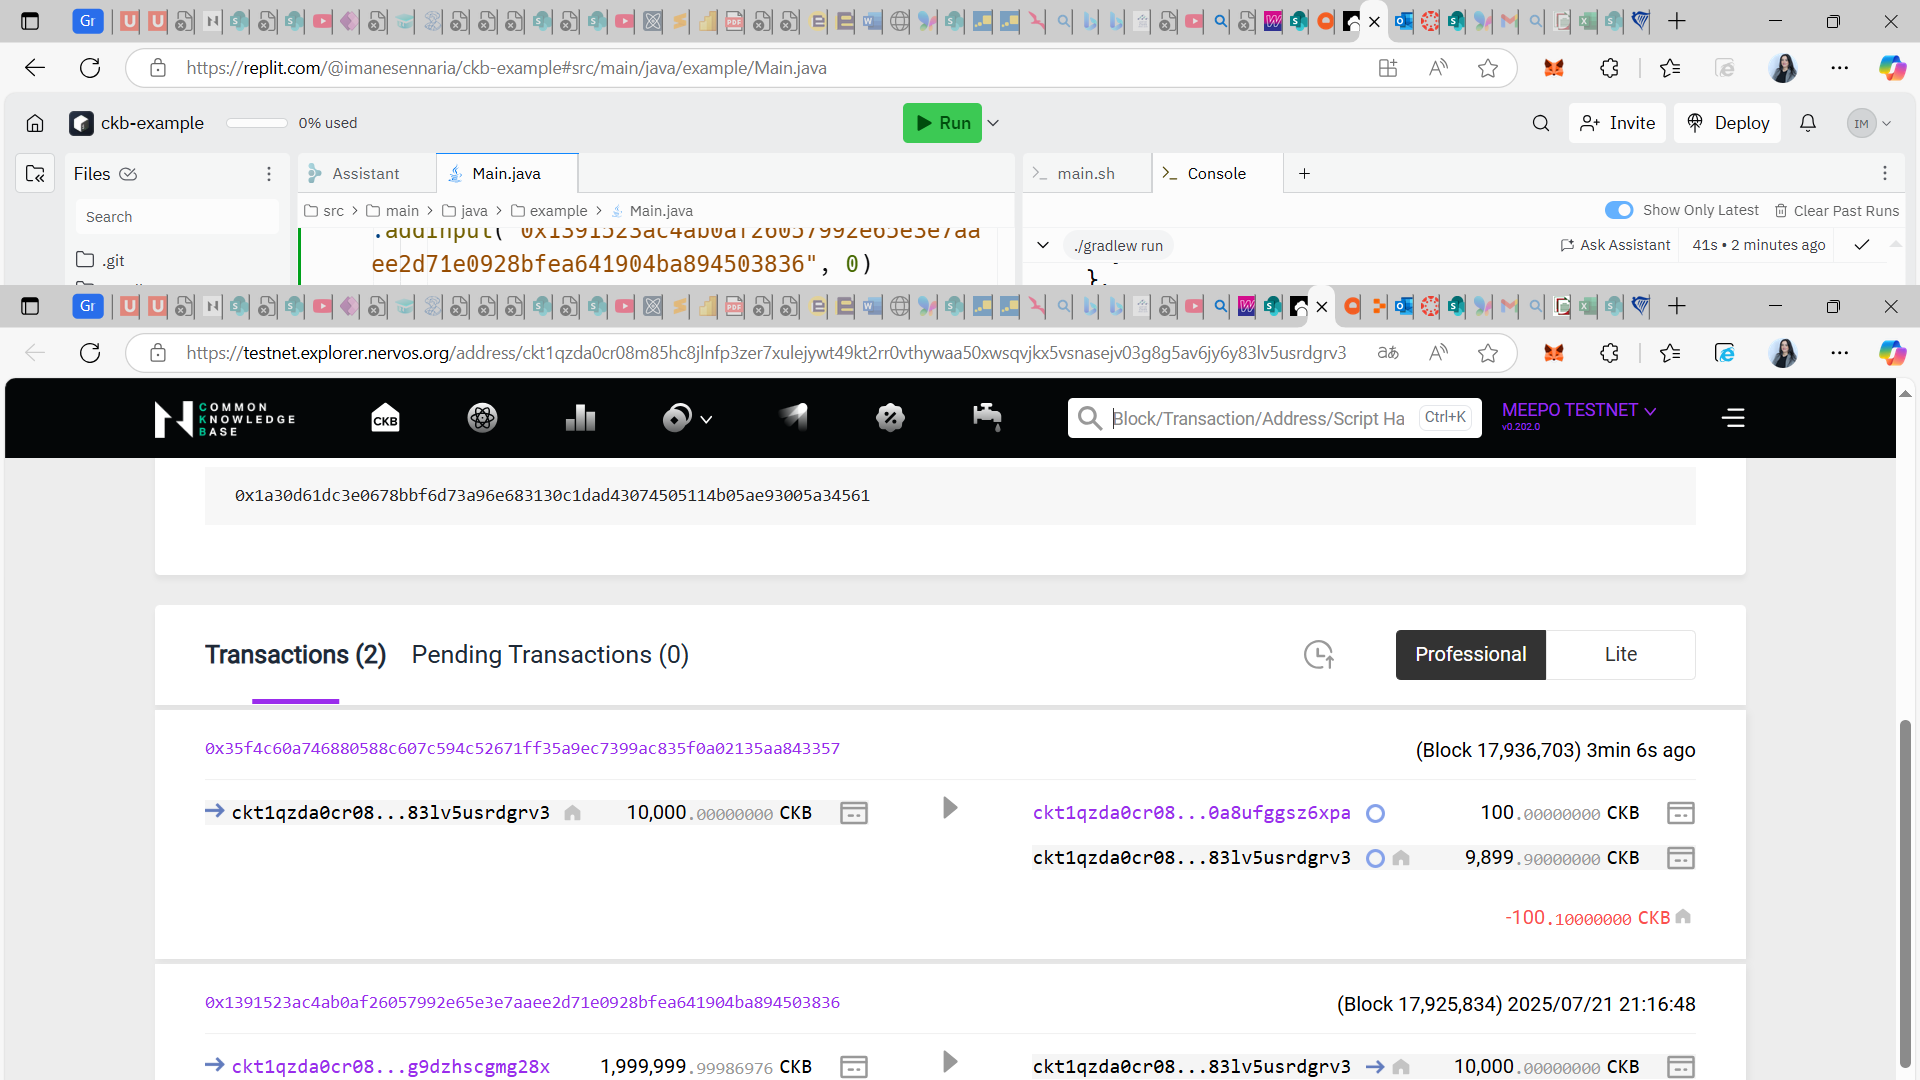 Gr
https://replit.com/@imanesennaria/ckb-example#src/main/java/example/Main.java
ckb-example
0% used
Run
Invite
Deploy
IM
Files
Assistant
Main.java
main.sh
Console
src > main > java > example > Main.java
Show Only Latest
Clear Past Runs
Search
.git
.addInput("0x1391523ac4ab0af26057992e65e3e7aa
ee2d71e0928bfea641904ba894503836", 0)
./gradlew run
Ask Assistant
41s • 2 minutes ago
},
Gr
https://testnet.explorer.nervos.org/address/ckt1qzda0cr08m85hc8jlnfp3zer7xulejywt49kt2rr0vthywaa50xwsqvjkx5vsnasejv03g8g5av6jy6y83lv5usrdgrv3
COMMON
KNOWLEDGE
BASE
CKB
Block/Transaction/Address/Script Ha
Ctrl+K
MEEPO TESTNET
v0.202.0
0x1a30d61dc3e0678bbf6d73a96e683130c1dad43074505114b05ae93005a34561
Transactions (2)
Pending Transactions (0)
Professional
Lite
0x35f4c60a746880588c607c594c52671ff35a9ec7399ac835f0a02135aa843357
(Block 17,936,703) 3min 6s ago
ckt1qzda0cr08...83lv5usrdgrv3
10,000.00000000 CKB
ckt1qzda0cr08...0a8ufggsz6xpa
100.00000000 CKB
ckt1qzda0cr08...83lv5usrdgrv3
9,899.90000000 CKB
-100.10000000 CKB
0x1391523ac4ab0af26057992e65e3e7aaee2d71e0928bfea641904ba894503836
(Block 17,925,834) 2025/07/21 21:16:48
ckt1qzda0cr08...g9dzhscgmg28x
1,999,999.99986976 CKB
ckt1qzda0cr08...83lv5usrdgrv3
10,000.00000000 CKB